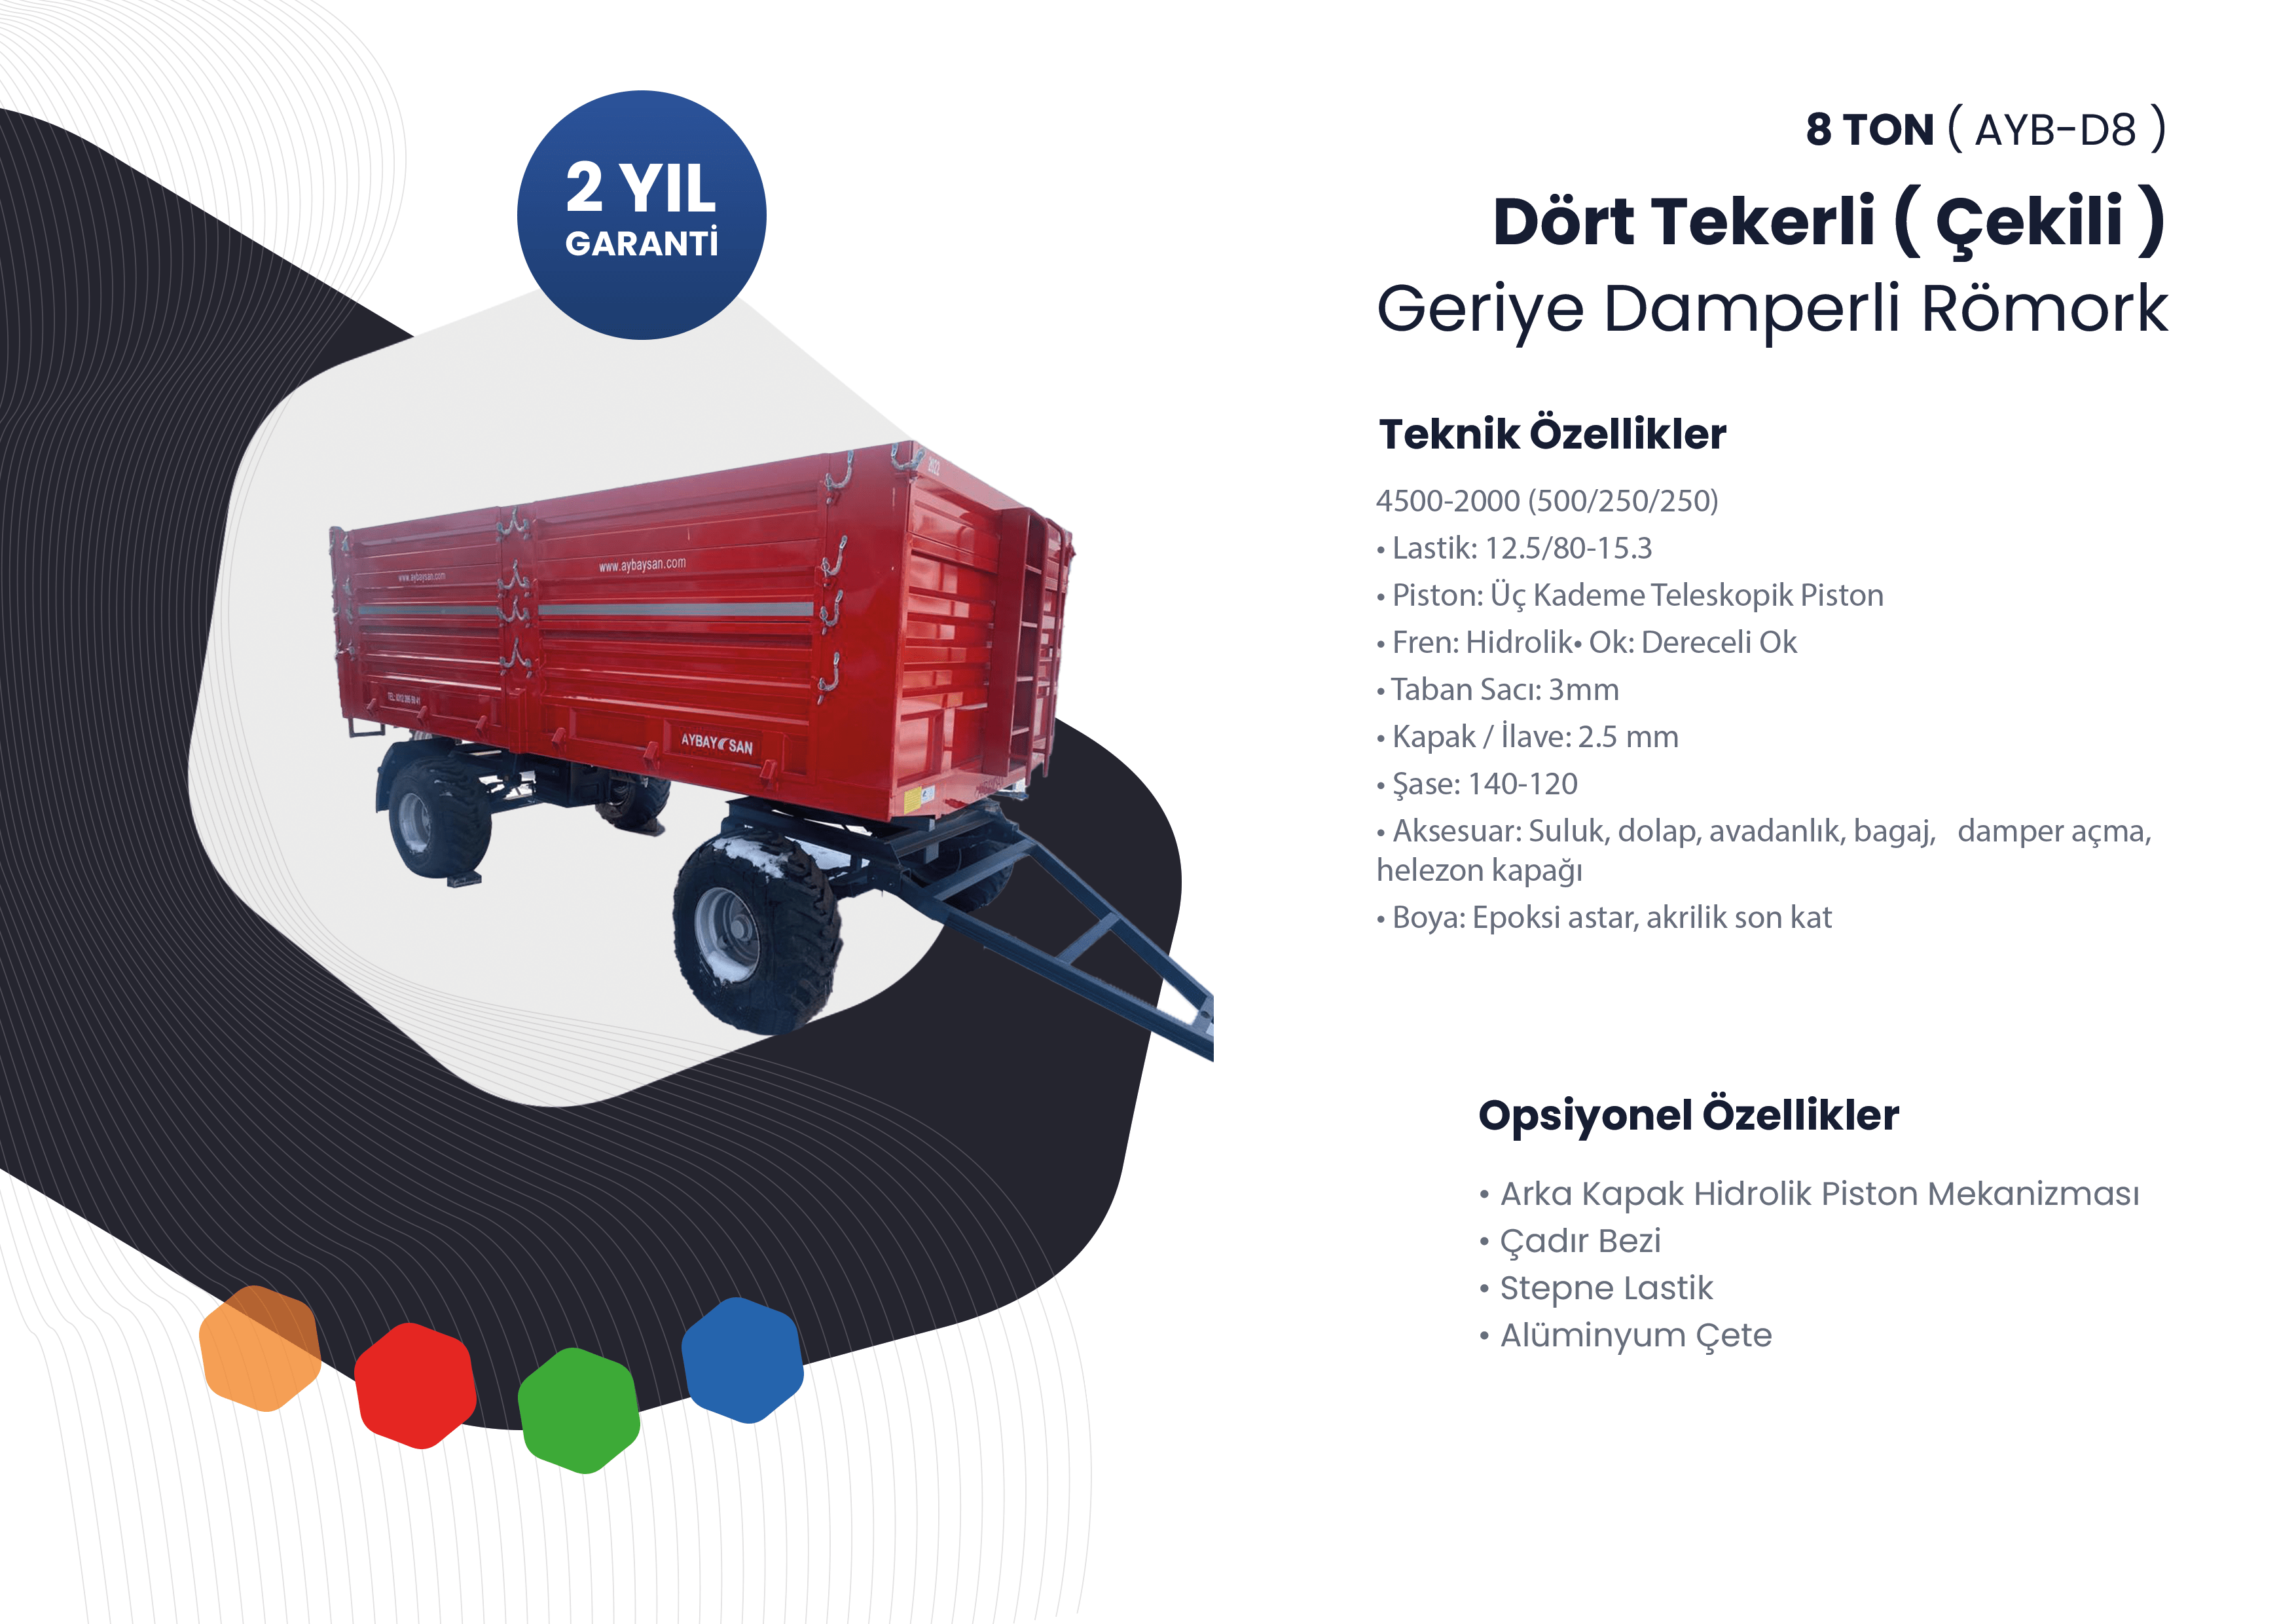 2 YIL
GARANTİ
8 TON ( AYB-D8 )
Dört Tekerli ( Çekili )
Geriye Damperli Römork
Teknik Özellikler
4500-2000 (500/250/250)
• Lastik: 12.5/80-15.3
• Piston: Üç Kademe Teleskopik Piston
• Fren: Hidrolik• Ok: Dereceli Ok
• Taban Sacı: 3mm
• Kapak / İlave: 2.5 mm
• Şase: 140-120
• Aksesuar: Suluk, dolap, avadanlık, bagaj, damper açma,
helezon kapağı
• Boya: Epoksi astar, akrilik son kat
Opsiyonel Özellikler
• Arka Kapak Hidrolik Piston Mekanizması
• Çadır Bezi
• Stepne Lastik
• Alüminyum Çete
2022
www.aybaysan.com
www.aybaysan.com
AYBAY SAN